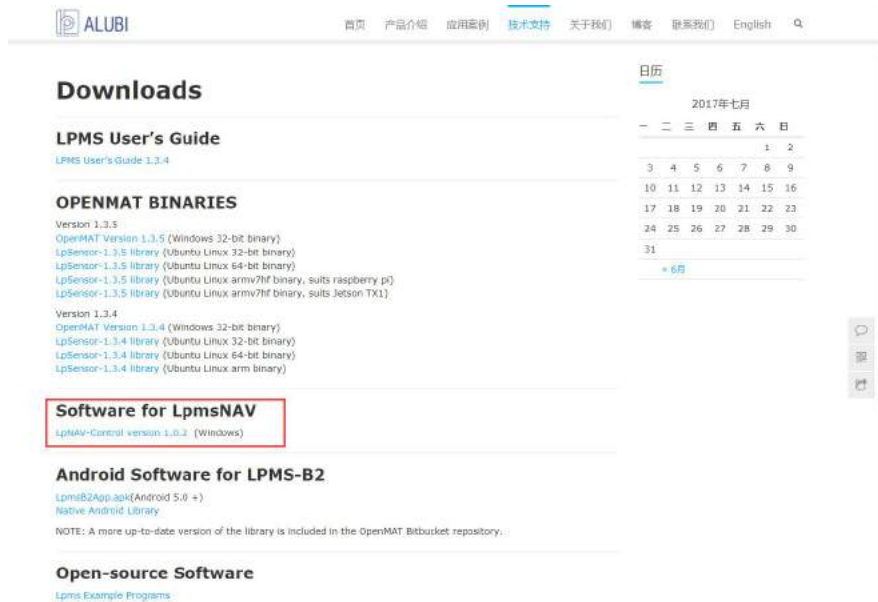 ALUBI
首页 产品介绍 应用案例 技术支持 关于我们 博客 联系我们 English
Downloads
LPMS User's Guide
LPMS User's Guide 1.3.4
OPENMAT BINARIES
Version 1.3.5
OpenMAT Version 1.3.5 (Windows 32-bit binary)
LpSensor-1.3.5 library (Ubuntu Linux 32-bit binary)
LpSensor-1.3.5 library (Ubuntu Linux 64-bit binary)
LpSensor-1.3.5 library (Ubuntu Linux armv7hf binary, suits raspberry pi)
LpSensor-1.3.5 library (Ubuntu Linux armv7hf binary, suits Jetson TX1)
Version 1.3.4
OpenMAT Version 1.3.4 (Windows 32-bit binary)
LpSensor-1.3.4 library (Ubuntu Linux 32-bit binary)
LpSensor-1.3.4 library (Ubuntu Linux 64-bit binary)
LpSensor-1.3.4 library (Ubuntu Linux arm binary)
Software for LpmsNAV
LpNAV-Control version 1.0.2 (Windows)
Android Software for LPMS-B2
LpmsB2App.apk(Android 5.0 +)
Native Android Library
NOTE: A more up-to-date version of the library is included in the OpenMAT Bitbucket repository.
Open-source Software
Lpms Example Programs
日历
2017年七月
一 二 三 四 五 六 日
1 2
3 4 5 6 7 8 9
10 11 12 13 14 15 16
17 18 19 20 21 22 23
24 25 26 27 28 29 30
31
« 6月